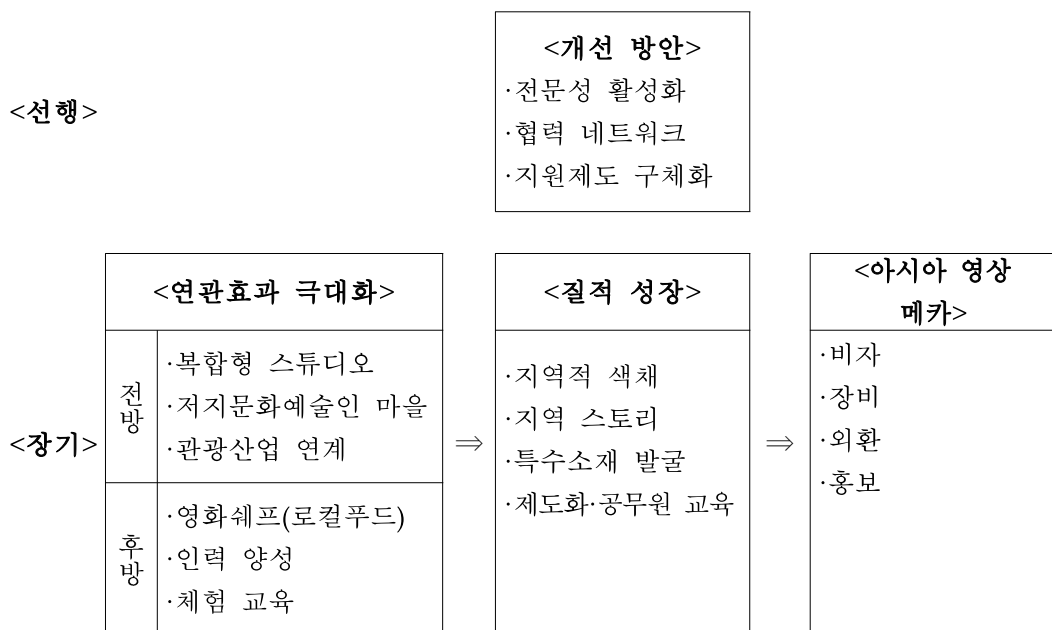 <개선 방안>
·전문성 활성화
<선행>
·협력 네트워크
·지원제도 구체화
<연관효과 극대화>
<질적 성장>
<아시아 영상
메카>
<장기>
전
방
·복합형 스튜디오
·저지문화예술인 마을
·관광산업 연계
후
방
·영화쉐프(로컬푸드)
·인력 양성
·체험 교육
⇒
·지역적 색채
·지역 스토리
·특수소재 발굴
·제도화·공무원 교육
⇒
·비자
·장비
·외환
·홍보